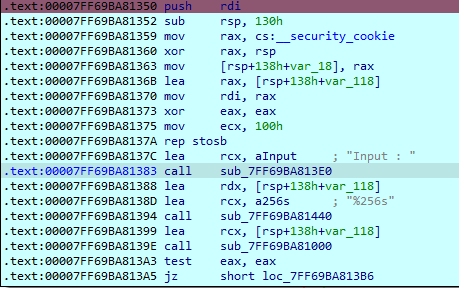 .text:00007FF69BA81350 push rdi
.text:00007FF69BA81352 sub rsp, 130h
.text:00007FF69BA81359 mov rax, cs:__security_cookie
.text:00007FF69BA81360 xor rax, rsp
.text:00007FF69BA81363 mov [rsp+138h+var_18], rax
.text:00007FF69BA8136B lea rax, [rsp+138h+var_118]
.text:00007FF69BA81370 mov rdi, rax
.text:00007FF69BA81373 xor eax, eax
.text:00007FF69BA81375 mov ecx, 100h
.text:00007FF69BA8137A rep stosb
.text:00007FF69BA8137C lea rcx, aInput ; "Input : "
.text:00007FF69BA81383 call sub_7FF69BA813E0
.text:00007FF69BA81388 lea rdx, [rsp+138h+var_118]
.text:00007FF69BA8138D lea rcx, a256s ; "%256s"
.text:00007FF69BA81394 call sub_7FF69BA81440
.text:00007FF69BA81399 lea rcx, [rsp+138h+var_118]
.text:00007FF69BA8139E call sub_7FF69BA81000
.text:00007FF69BA813A3 test eax, eax
.text:00007FF69BA813A5 jz short loc_7FF69BA813B6